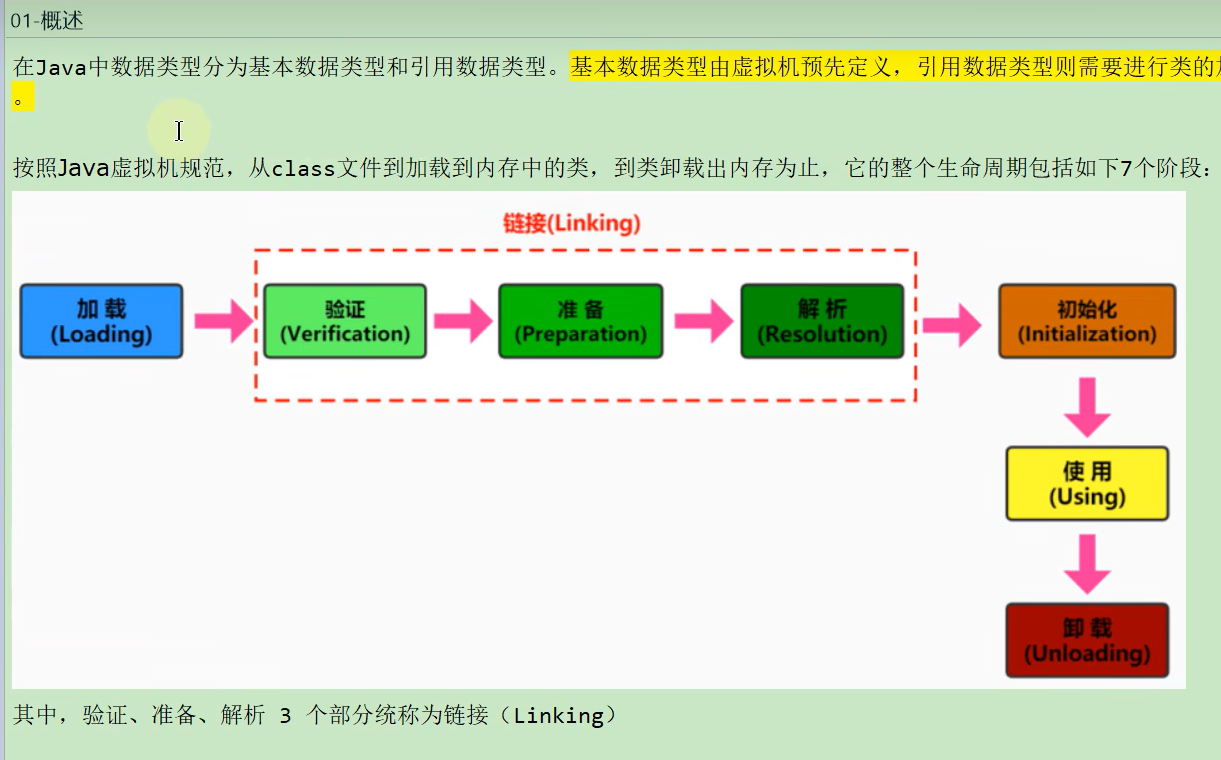 01-概述
在Java中数据类型分为基本数据类型和引用数据类型。基本数据类型由虚拟机预先定义，引用数据类型则需要进行类的
。
按照Java虚拟机规范，从class文件到加载到内存中的类，到类卸载出内存为止，它的整个生命周期包括如下7个阶段：
链接(Linking)
加 载
(Loading)
验证
(Verification)
准 备
(Preparation)
解 析
(Resolution)
初始化
(Initialization)
使 用
(Using)
卸 载
(Unloading)
其中，验证、准备、解析 3 个部分统称为链接（Linking）